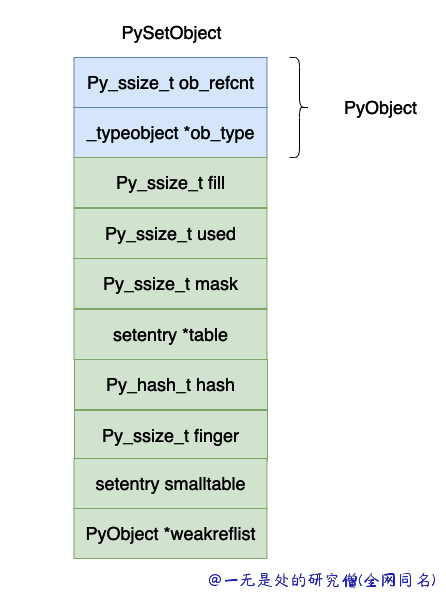 PySetObject
Py_ssize_t ob_refcnt
_typeobject *ob_type
PyObject
Py_ssize_t fill
Py_ssize_t used
Py_ssize_t mask
setentry *table
Py_hash_t hash
Py_ssize_t finger
setentry smalltable
PyObject *weakreflist
@一无是处的研究僧(全网同名)